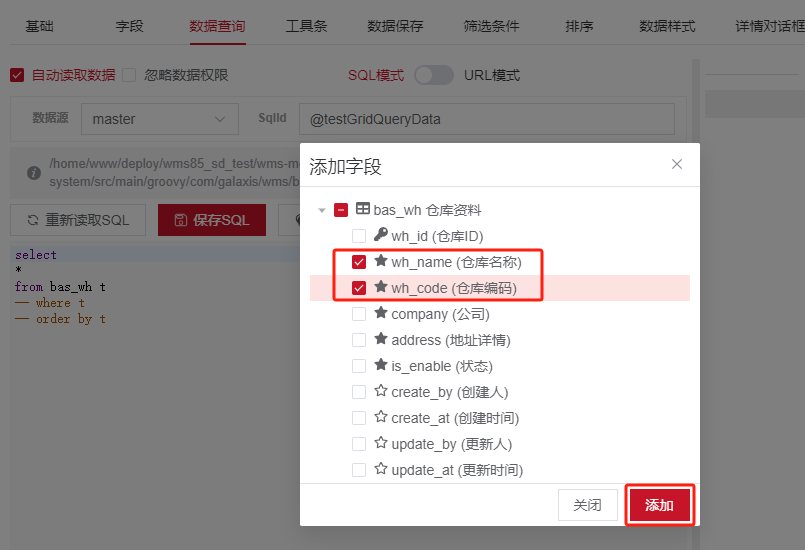 基础 字段 数据查询 工具条 数据保存 筛选条件 排序 数据样式 详情对话框
自动读取数据 忽略数据权限 SQL模式 URL模式
数据源 master SqlId @testGridQueryData
/home/www/deploy/wms85_sd_test/wms-m
system/src/main/groovy/com/galaxis/wms/b
重新读取SQL 保存SQL
select
*
from bas_wh t
-- where t
-- order by t
添加字段
bas_wh 仓库资料
wh_id (仓库ID)
wh_name (仓库名称)
wh_code (仓库编码)
company (公司)
address (地址详情)
is_enable (状态)
create_by (创建人)
create_at (创建时间)
update_by (更新人)
update_at (更新时间)
关闭 添加